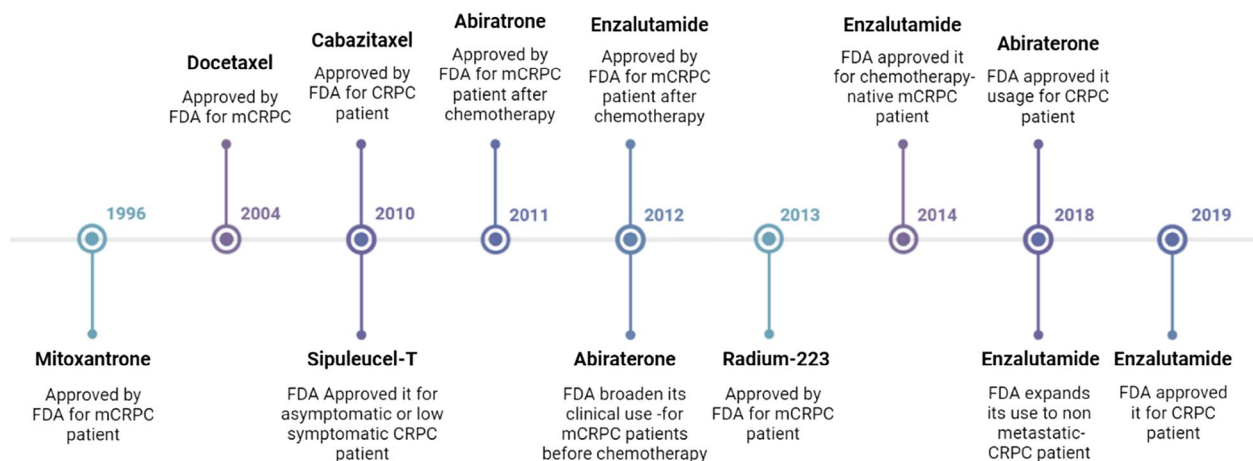 Docetaxel
Approved by
FDA for mCRPC
Cabazitaxel
Approved by
FDA for CRPC
patient
Abiratrone
Approved by
FDA for mCRPC
patient after
chemotherapy
Enzalutamide
Approved by
FDA for mCRPC
patient after
chemotherapy
Enzalutamide
FDA approved it
for chemotherapy-
native mCRPC
patient
Abiraterone
FDA approved it
usage for CRPC
patient
1996
2004
2010
2011
2012
2013
2014
2018
2019
Mitoxantrone
Approved by
FDA for mCRPC
patient
Sipuleucel-T
FDA Approved it for
asymptomatic or low
symptomatic CRPC
patient
Abiraterone
FDA broaden its
clinical use -for
mCRPC patients
before chemotherapy
Radium-223
Approved by
FDA for mCRPC
patient
Enzalutamide
FDA expands
its use to non
metastatic-
CRPC patient
Enzalutamide
FDA approved
it for CRPC
patient